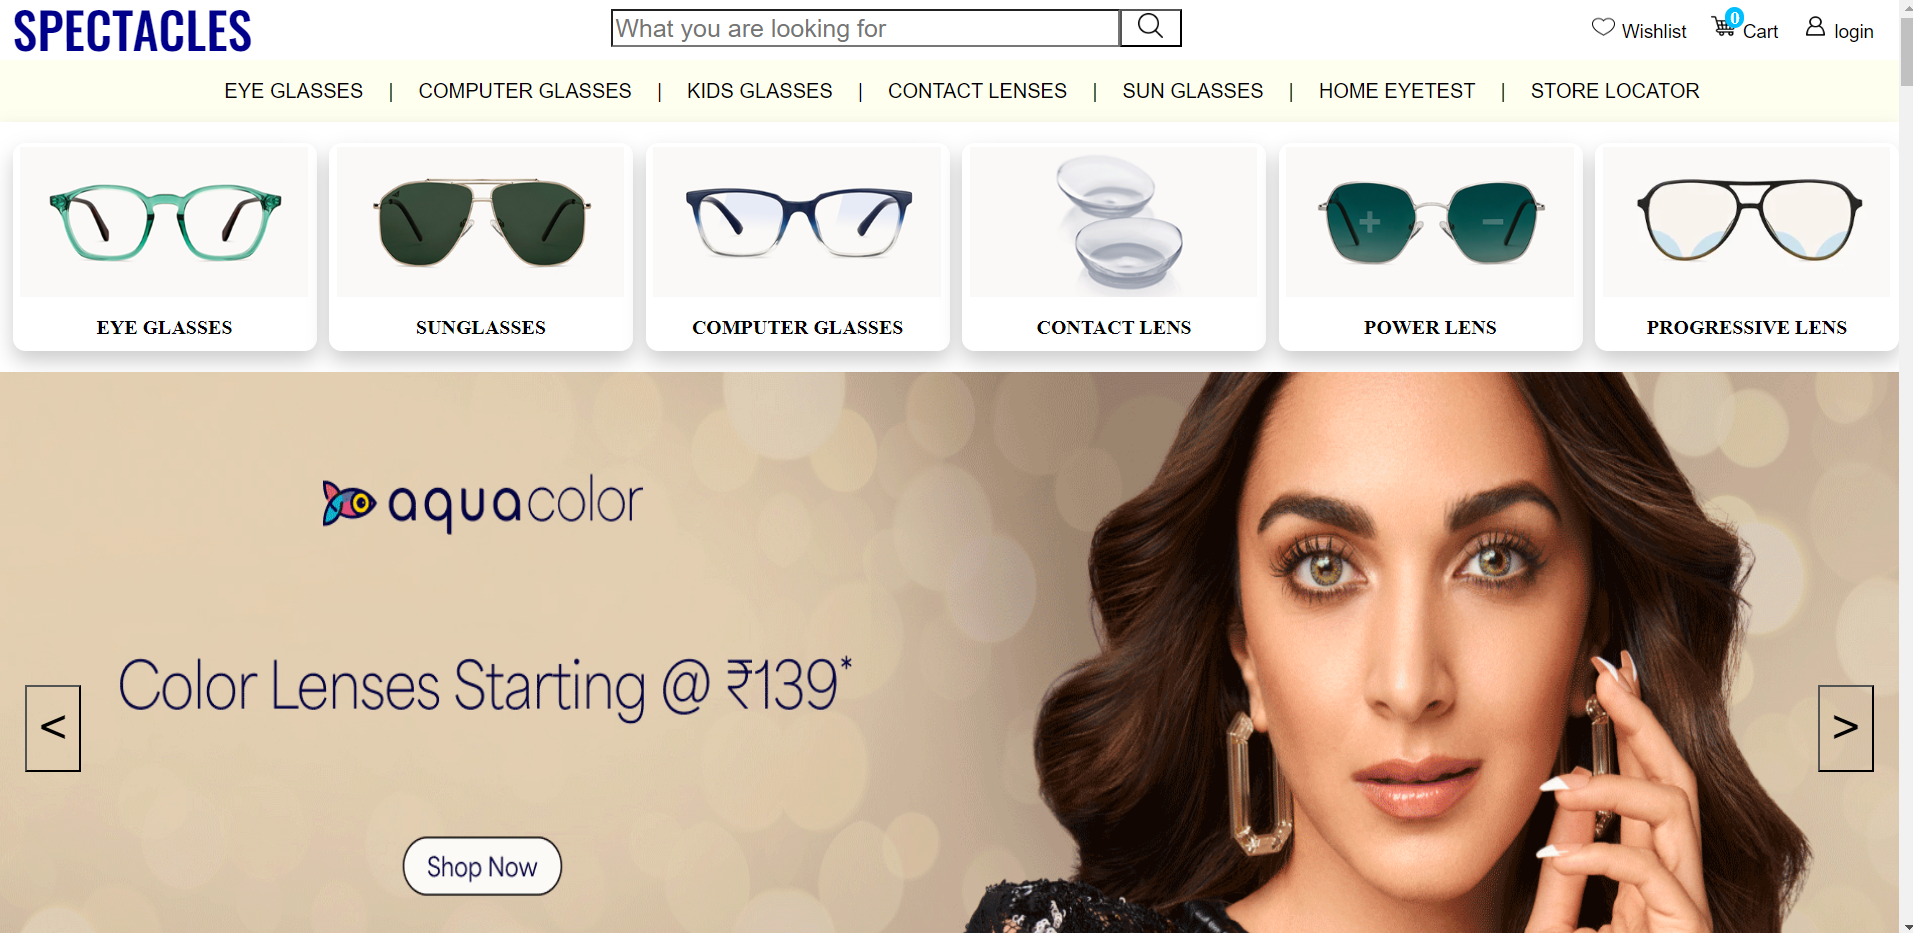 SPECTACLES
What you are looking for
Wishlist
0
Cart
login
EYE GLASSES | COMPUTER GLASSES | KIDS GLASSES | CONTACT LENSES | SUN GLASSES | HOME EYETEST | STORE LOCATOR
+ −
EYE GLASSES
SUNGLASSES
COMPUTER GLASSES
CONTACT LENS
POWER LENS
PROGRESSIVE LENS
aquacolor
Color Lenses Starting @ ₹139*
< >
Shop Now